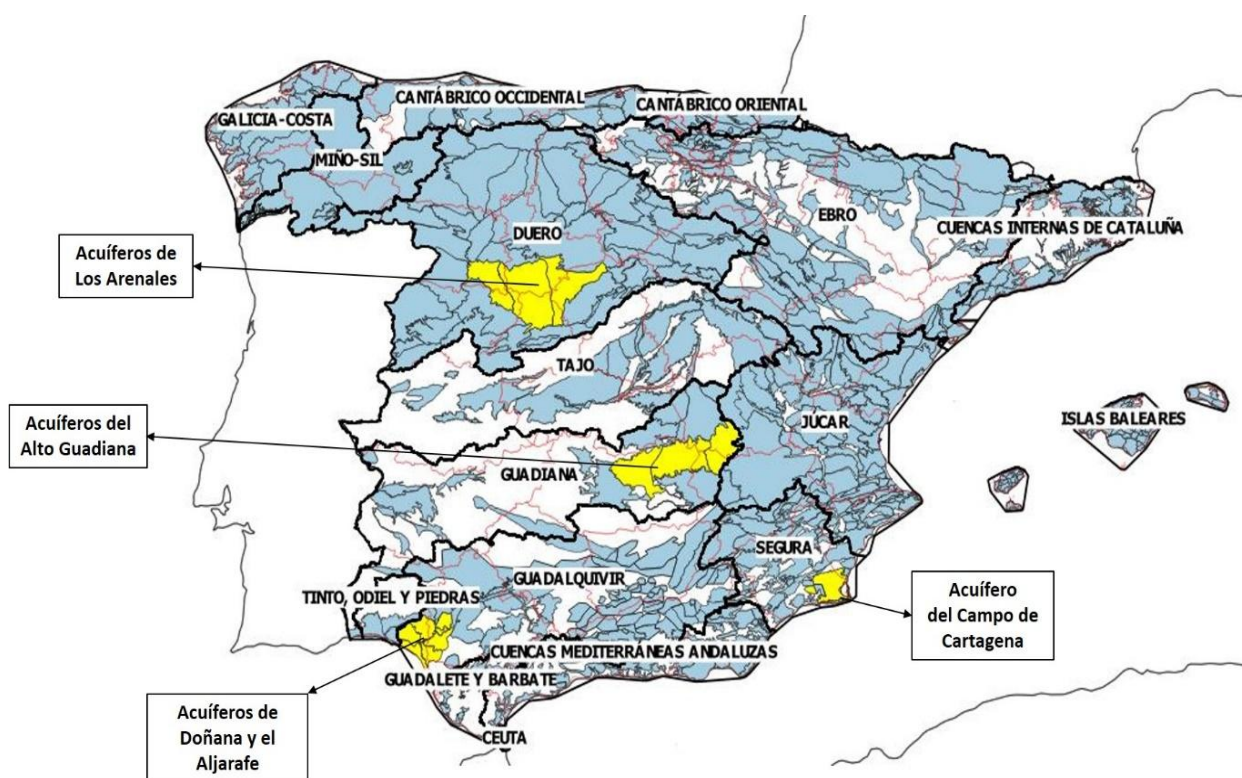 CANTÁBRICO OCCIDENTAL
CANTÁBRICO ORIENTAL
GALICIA-COSTA
MIÑO-SIL
EBRO
CUENCAS INTERNAS DE CATALUÑA
DUERO
Acuíferos de
Los Arenales
TAJO
Acuíferos del
Alto Guadiana
JÚCAR
ISLAS BALEARES
GUADIANA
SEGURA
GUADALQUIVIR
TINTO, ODIEL Y PIEDRAS
Acuífero
del Campo de
Cartagena
CUENCAS MEDITERRÁNEAS ANDALUZAS
GUADALETE Y BARBATE
Acuíferos de
Doñana y el
Aljarafe
CEUTA